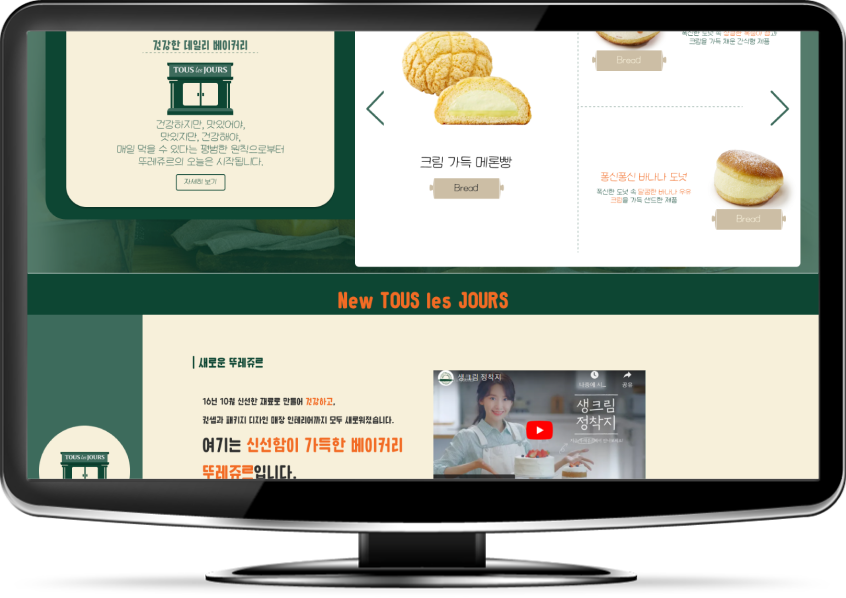 건강한 데일리 베이커리
TOUS les JOURS
건강하지만, 맛있어야,
맛있지만, 건강해야,
매일 먹을 수 있다는 평범한 원칙으로부터
뚜레쥬르의 오늘은 시작됩니다.
자세히 보기
크림 가득 메론빵
Bread
크림을 가득 채운 간식형 제품
Bread
풍신풍신 바나나 도넛
폭신한 도넛 속 달콤한 바나나 우유
크림을 가득 샌드한 제품
Bread
New TOUS les JOURS
새로운 뚜레쥬르
16년 10월 신선한 재료로 만들어 건강하고,
간판과 패키지 디자인 매장 인테리어까지 모두 새로워졌습니다.
여기는 신선함이 가득한 베이커리
뚜레쥬르입니다.
TOUS les JOURS
생크림 정착지
나중에 시...
공유
생크림
정착지